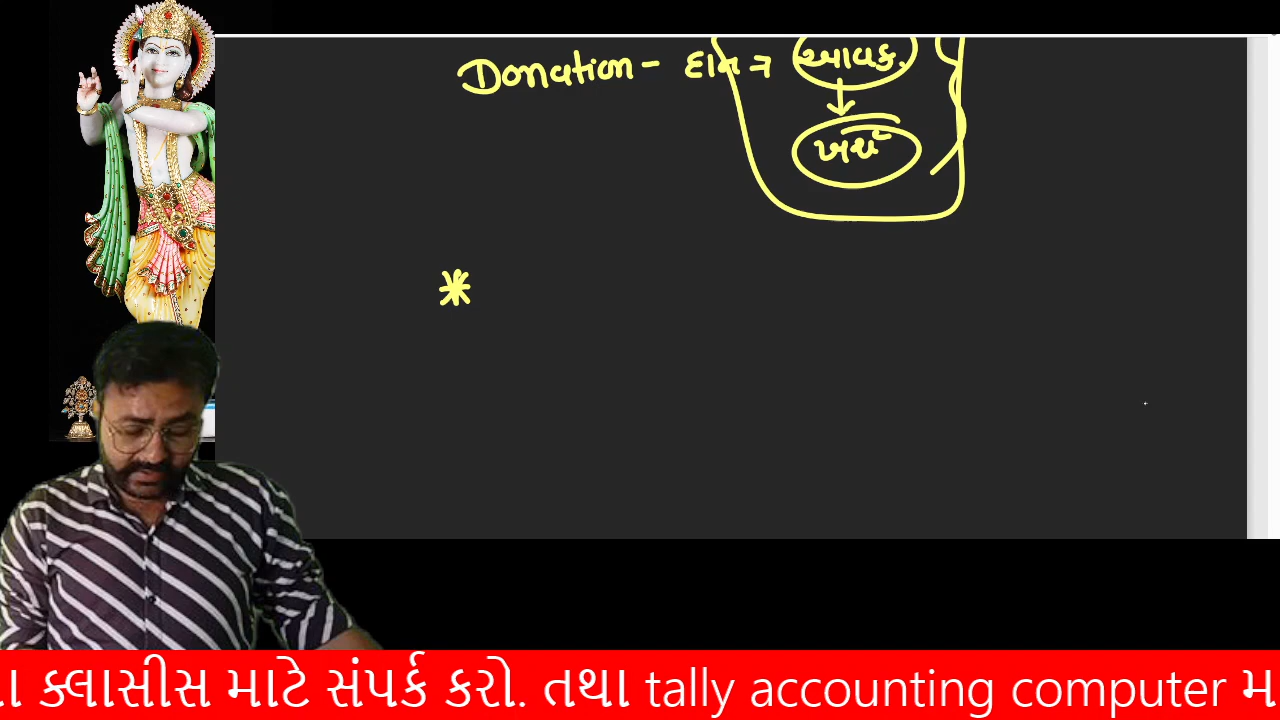 Donation - દાન → આવક.
ખર્ચ
*
ા ક્લાસીસ માટે સંપર્ક કરો. તથા tally accounting computer મ